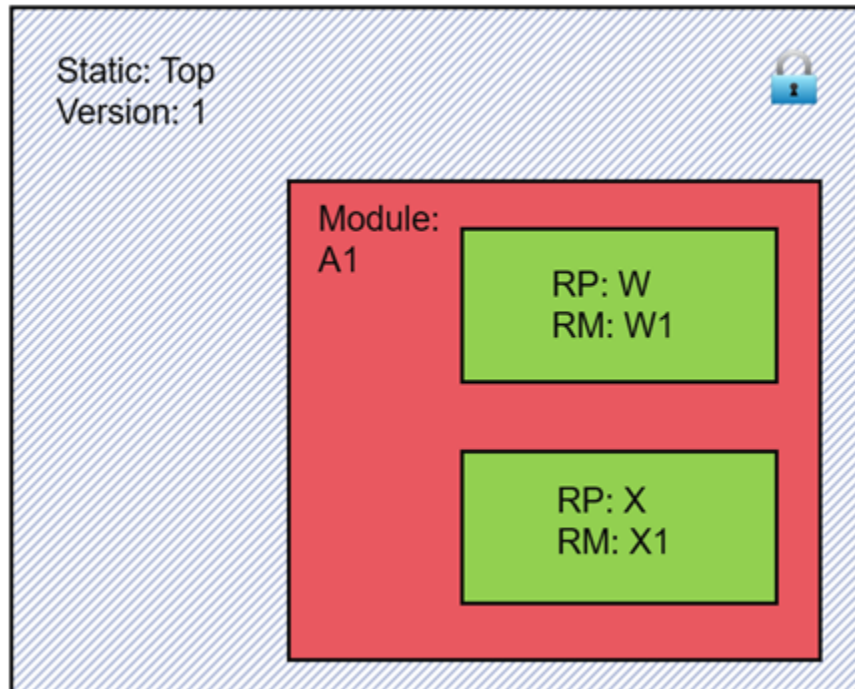 Static: Top
Version: 1
Module:
A1
RP: W
RM: W1
RP: X
RM: X1